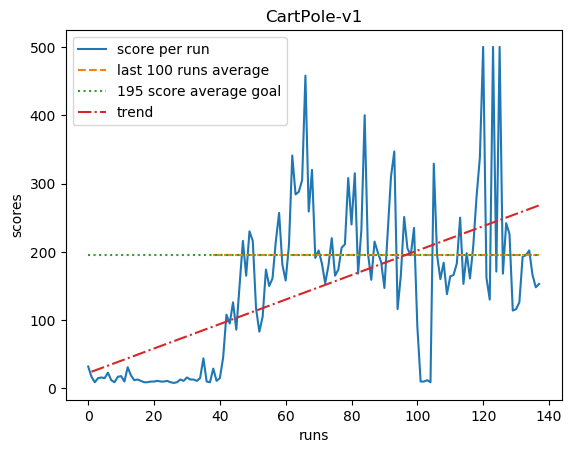 CartPole-v1
score per run
last 100 runs average
195 score average goal
trend
scores
500
400
300
200
100
0
0 20 40 60 80 100 120 140
runs